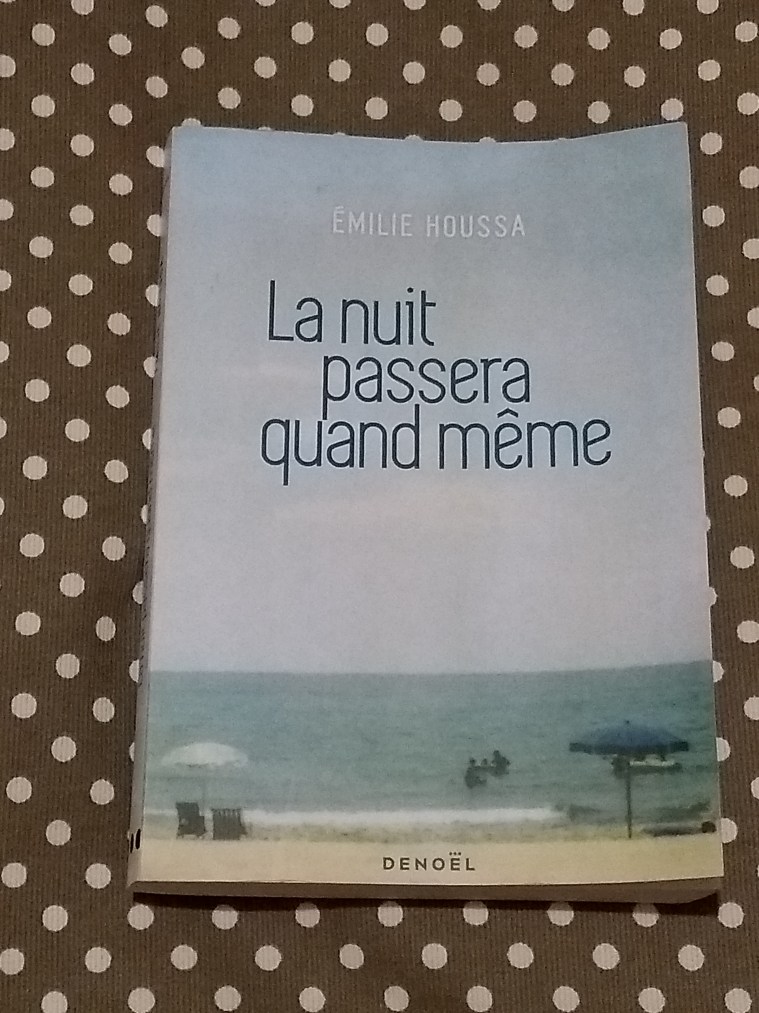 ÉMILIE HOUSSA
La nuit
passera
quand même
DENOËL